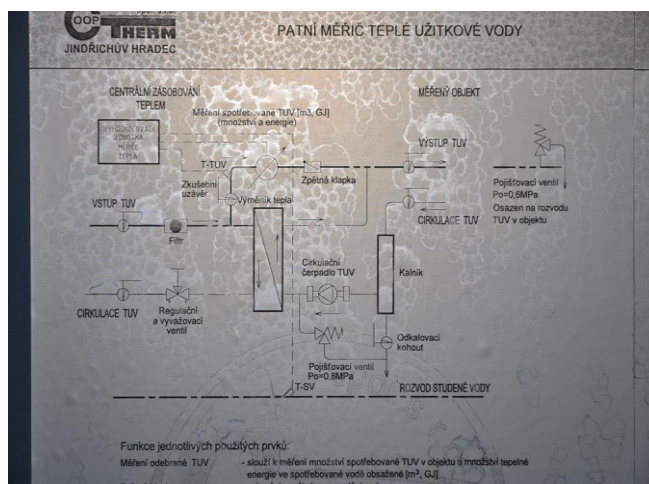 COOP
THERM
JINDŘICHŮV HRADEC
PATNÍ MĚŘIČ TEPLÉ UŽITKOVÉ VODY
CENTRÁLNÍ ZÁSOBOVÁNÍ
TEPLEM
MĚŘENÝ OBJEKT
Měření spotřebované TUV [m3, GJ]
(množství a energie)
VYHODNOCOVACÍ
JEDNOTKA
MĚŘIČE
TEPLA
T-TUV
VÝSTUP TUV
Zpětná klapka
Zkušební
uzávěr
Výměník tepla
Pojišťovací ventil
Po=0,6MPa
Osazen na rozvodu
TUV v objektu
VSTUP TUV
Filtr
CIRKULACE TUV
Cirkulační
čerpadlo TUV
Kalník
CIRKULACE TUV
Regulační
a vyvažovací
ventil
Odkalovací
kohout
Pojišťovací ventil
Po=0,6MPa
T-SV
ROZVOD STUDENÉ VODY
Funkce jednotlivých použitých prvků:
Měření odebrané TUV - slouží k měření množství spotřebované TUV v objektu a množství tepelné
energie ve spotřebované vodě obsažené [m³, GJ]